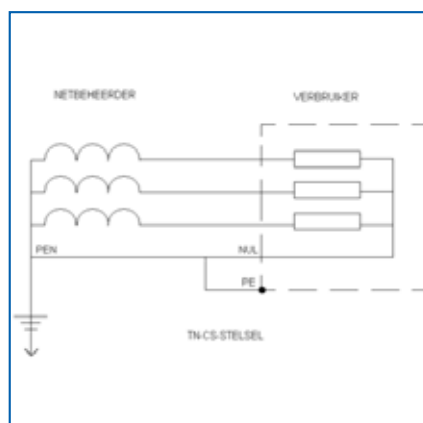 NETBEHEERDER
VERBRUIKER
PEN
NUL
PE
TN-CS-STELSEL